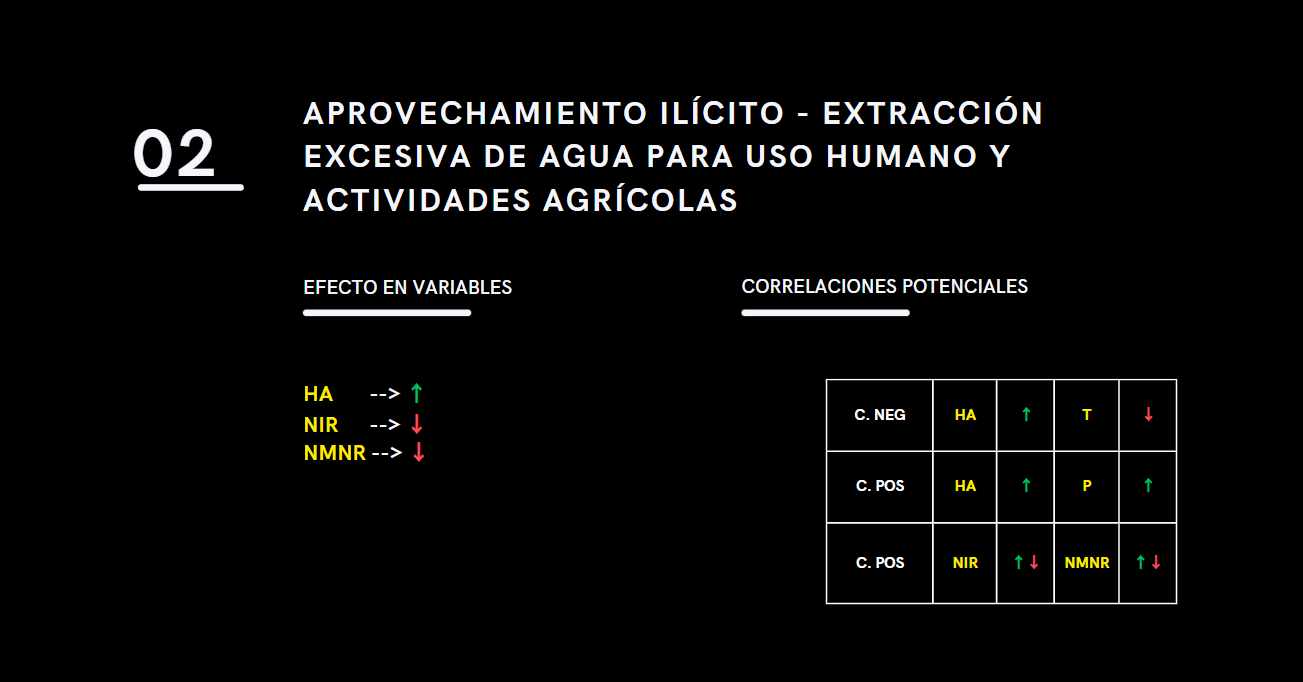 02
APROVECHAMIENTO ILÍCITO - EXTRACCIÓN
EXCESIVA DE AGUA PARA USO HUMANO Y
ACTIVIDADES AGRÍCOLAS
EFECTO EN VARIABLES
HA --> ↑
NIR --> ↓
NMNR --> ↓
CORRELACIONES POTENCIALES
C. NEG HA ↑ T ↓
C. POS HA ↑ P ↑
C. POS NIR ↑↓ NMNR ↑↓